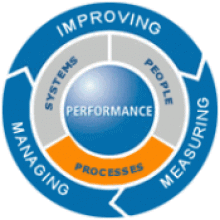 IMPROVING
SYSTEMS
PEOPLE
PERFORMANCE
PROCESSES
MANAGING
MEASURING